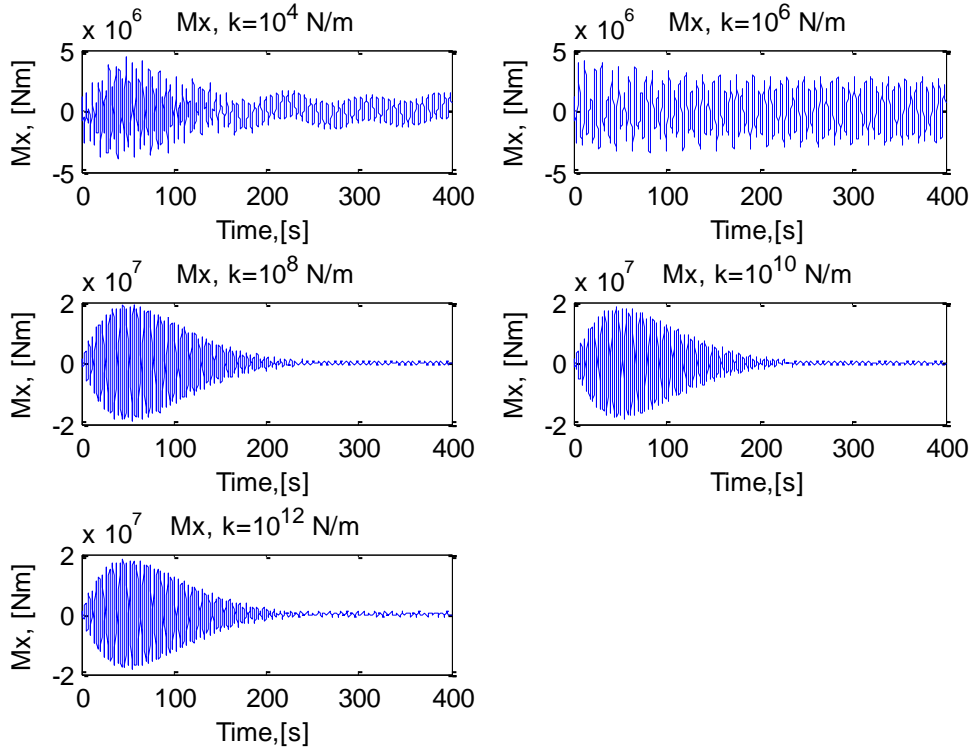 x 10^6 Mx, k=10^4 N/m
Mx, [Nm]
5
0
-5
0 100 200 300 400
Time,[s]
x 10^6 Mx, k=10^6 N/m
Mx, [Nm]
5
0
-5
0 100 200 300 400
Time,[s]
x 10^7 Mx, k=10^8 N/m
Mx, [Nm]
2
0
-2
0 100 200 300 400
Time,[s]
x 10^7 Mx, k=10^10 N/m
Mx, [Nm]
2
0
-2
0 100 200 300 400
Time,[s]
x 10^7 Mx, k=10^12 N/m
Mx, [Nm]
2
0
-2
0 100 200 300 400
Time,[s]